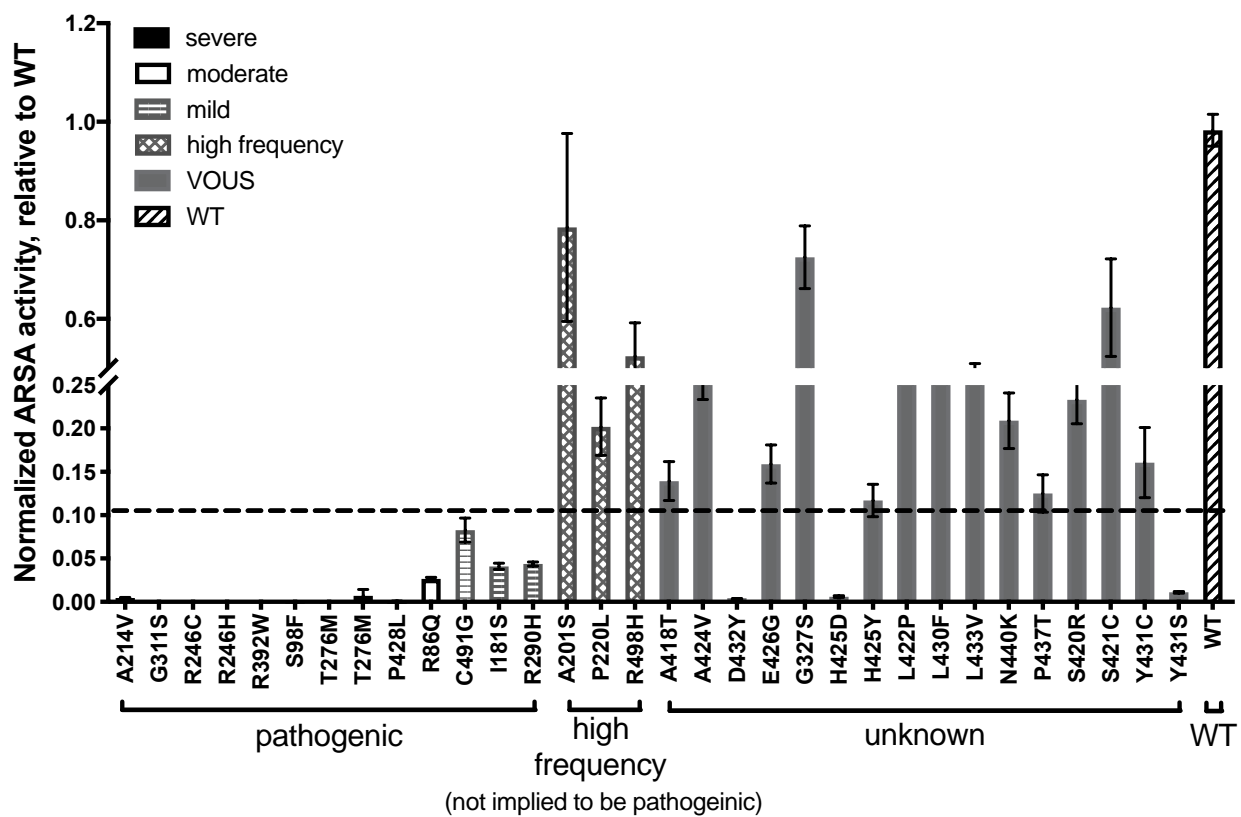 Normalized ARSA activity, relative to WT
1.2
1.0
0.8
0.6
0.25
0.20
0.15
0.10
0.05
0.00
severe
moderate
mild
high frequency
VOUS
WT
A214V
G311S
R246C
R246H
R392W
S98F
T276M
T276M
P428L
R86Q
C491G
I181S
R290H
A201S
P220L
R498H
A418T
A424V
D432Y
E426G
G327S
H425D
H425Y
L422P
L430F
L433V
N440K
P437T
S420R
S421C
Y431C
Y431S
WT
pathogenic
high
frequency
(not implied to be pathogeinic)
unknown
WT